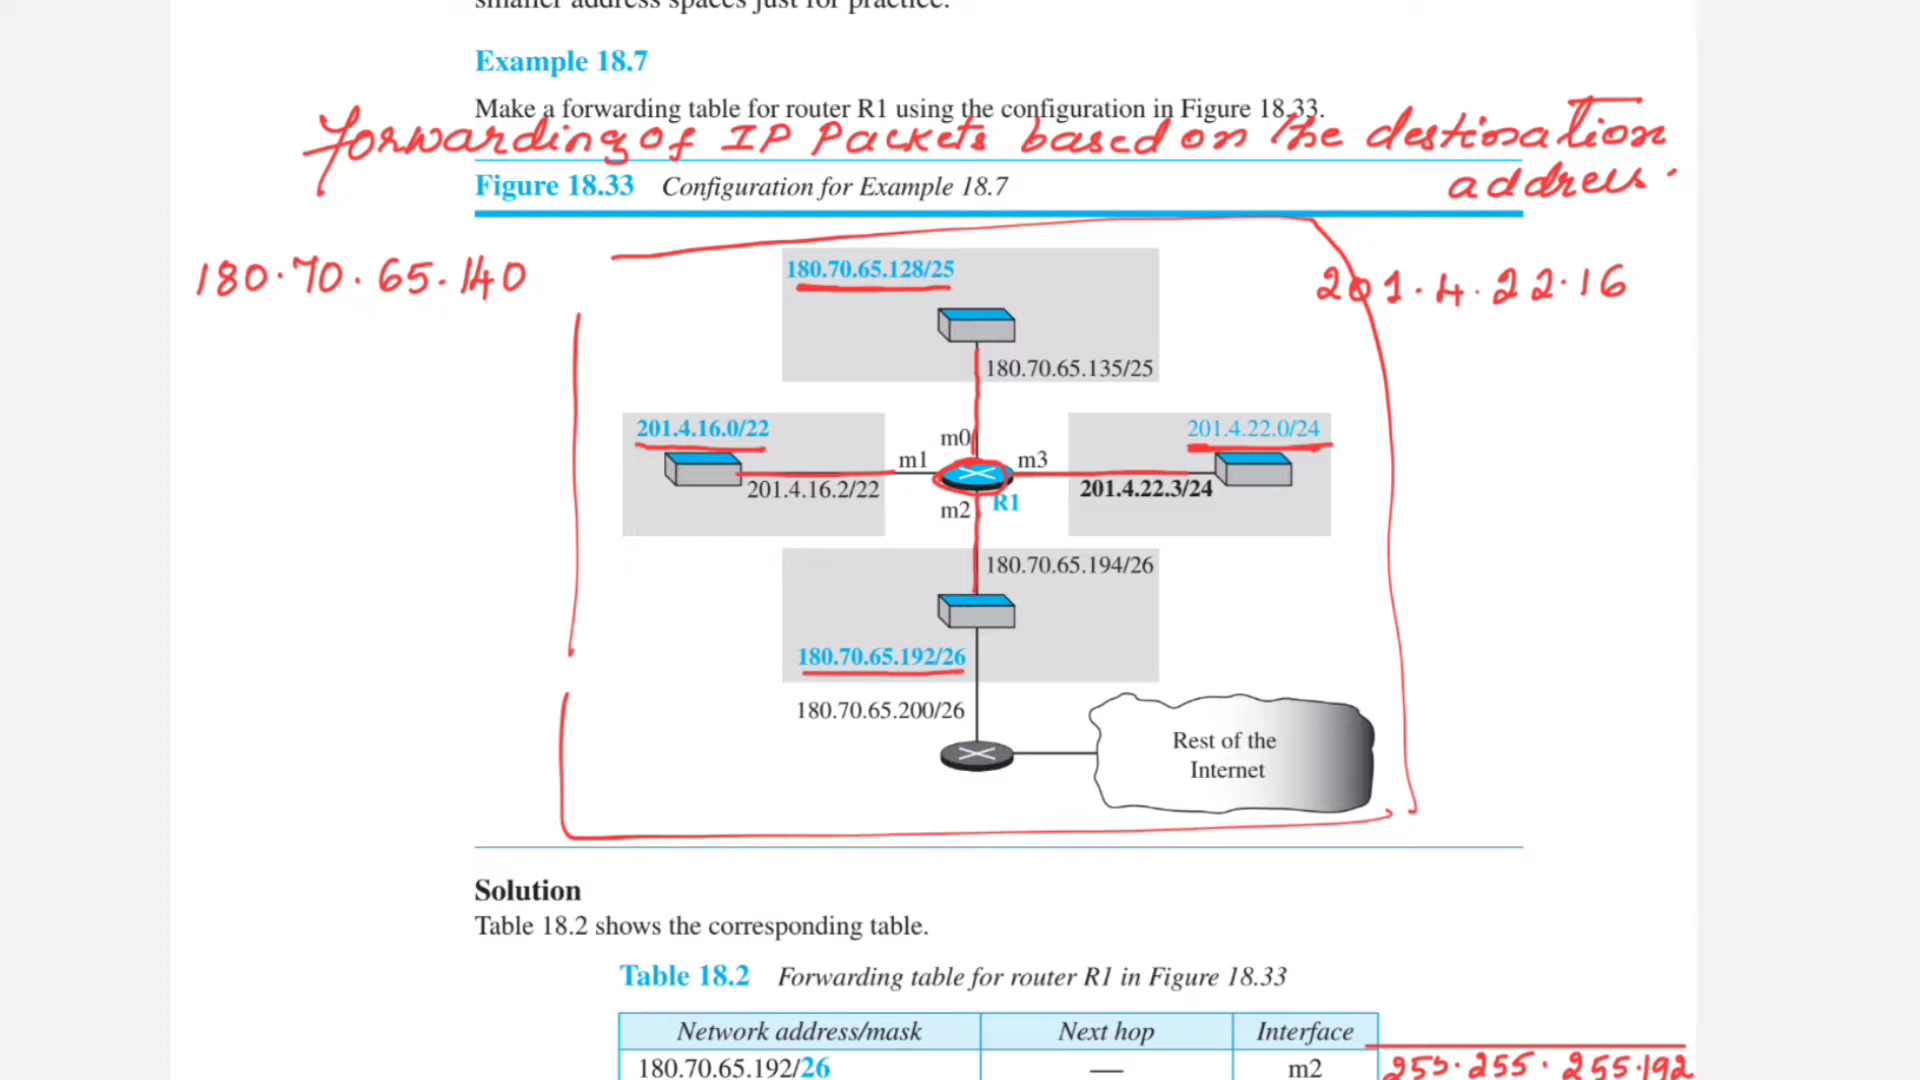 smaller address spaces just for practice.
Example 18.7
Make a forwarding table for router R1 using the configuration in Figure 18.33.
Forwarding of IP Packets based on the destination
address.
Figure 18.33 Configuration for Example 18.7
180.70.65.140
201.4.22.16
180.70.65.128/25
180.70.65.135/25
201.4.16.0/22
201.4.22.0/24
m0
m1
m3
201.4.16.2/22
201.4.22.3/24
m2
R1
180.70.65.194/26
180.70.65.192/26
180.70.65.200/26
Rest of the
Internet
Solution
Table 18.2 shows the corresponding table.
Table 18.2 Forwarding table for router R1 in Figure 18.33
Network address/mask Next hop Interface
180.70.65.192/26 — m2 255.255.255.192